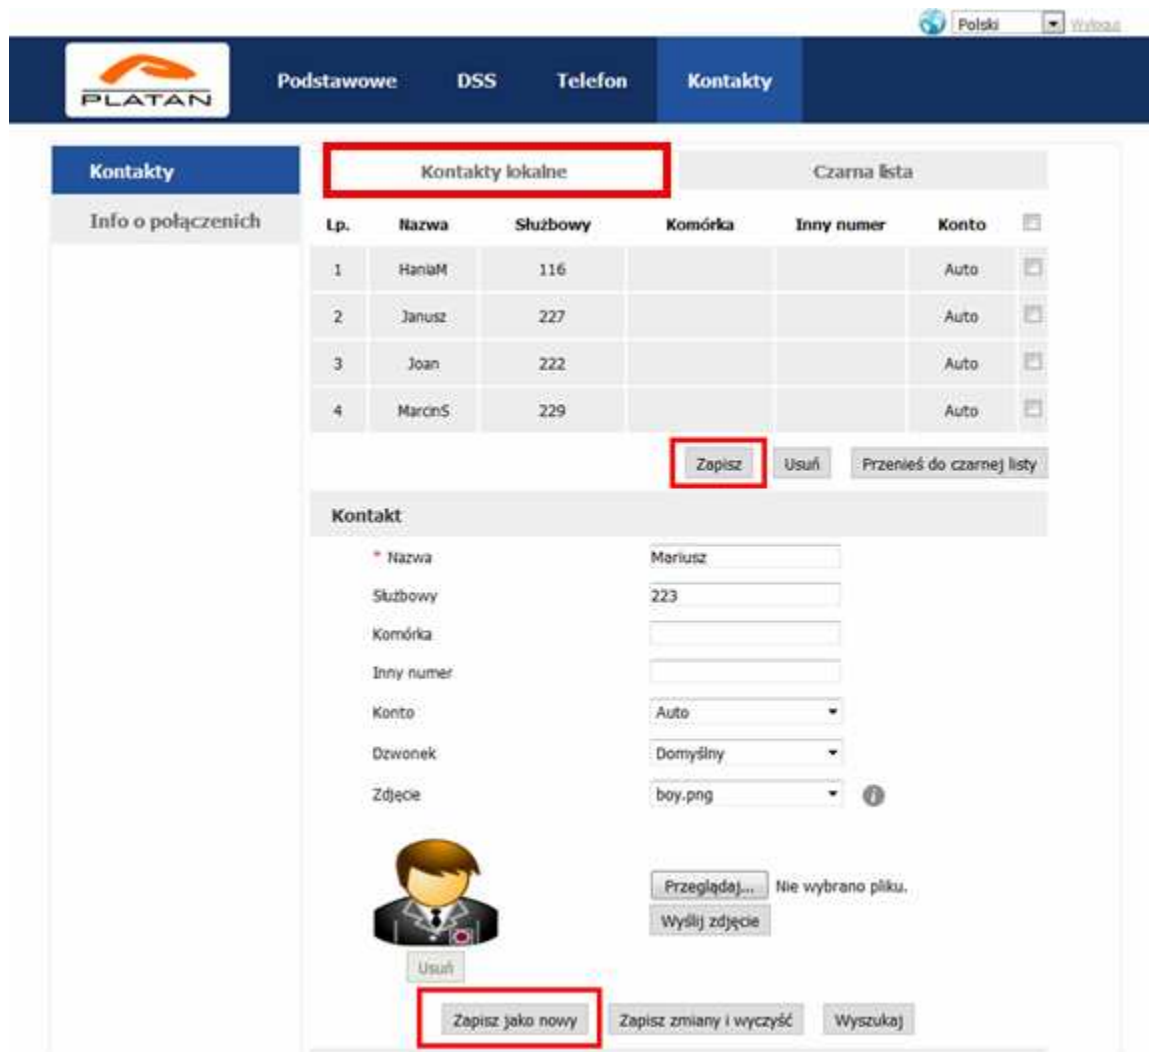 Polski Wyloguj
PLATAN Podstawowe DSS Telefon Kontakty
Kontakty Kontakty lokalne Czarna lista
Info o połączenich
Lp. Nazwa Służbowy Komórka Inny numer Konto
1 HaniaM 116 Auto
2 Janusz 227 Auto
3 Joan 222 Auto
4 MarcinS 229 Auto
Zapisz Usuń Przenieś do czarnej listy
Kontakt
* Nazwa Mariusz
Służbowy 223
Komórka
Inny numer
Konto Auto
Dzwonek Domyślny
Zdjęcie boy.png i
Przeglądaj... Nie wybrano pliku.
Wyślij zdjęcie
Usuń
Zapisz jako nowy Zapisz zmiany i wyczyść Wyszukaj